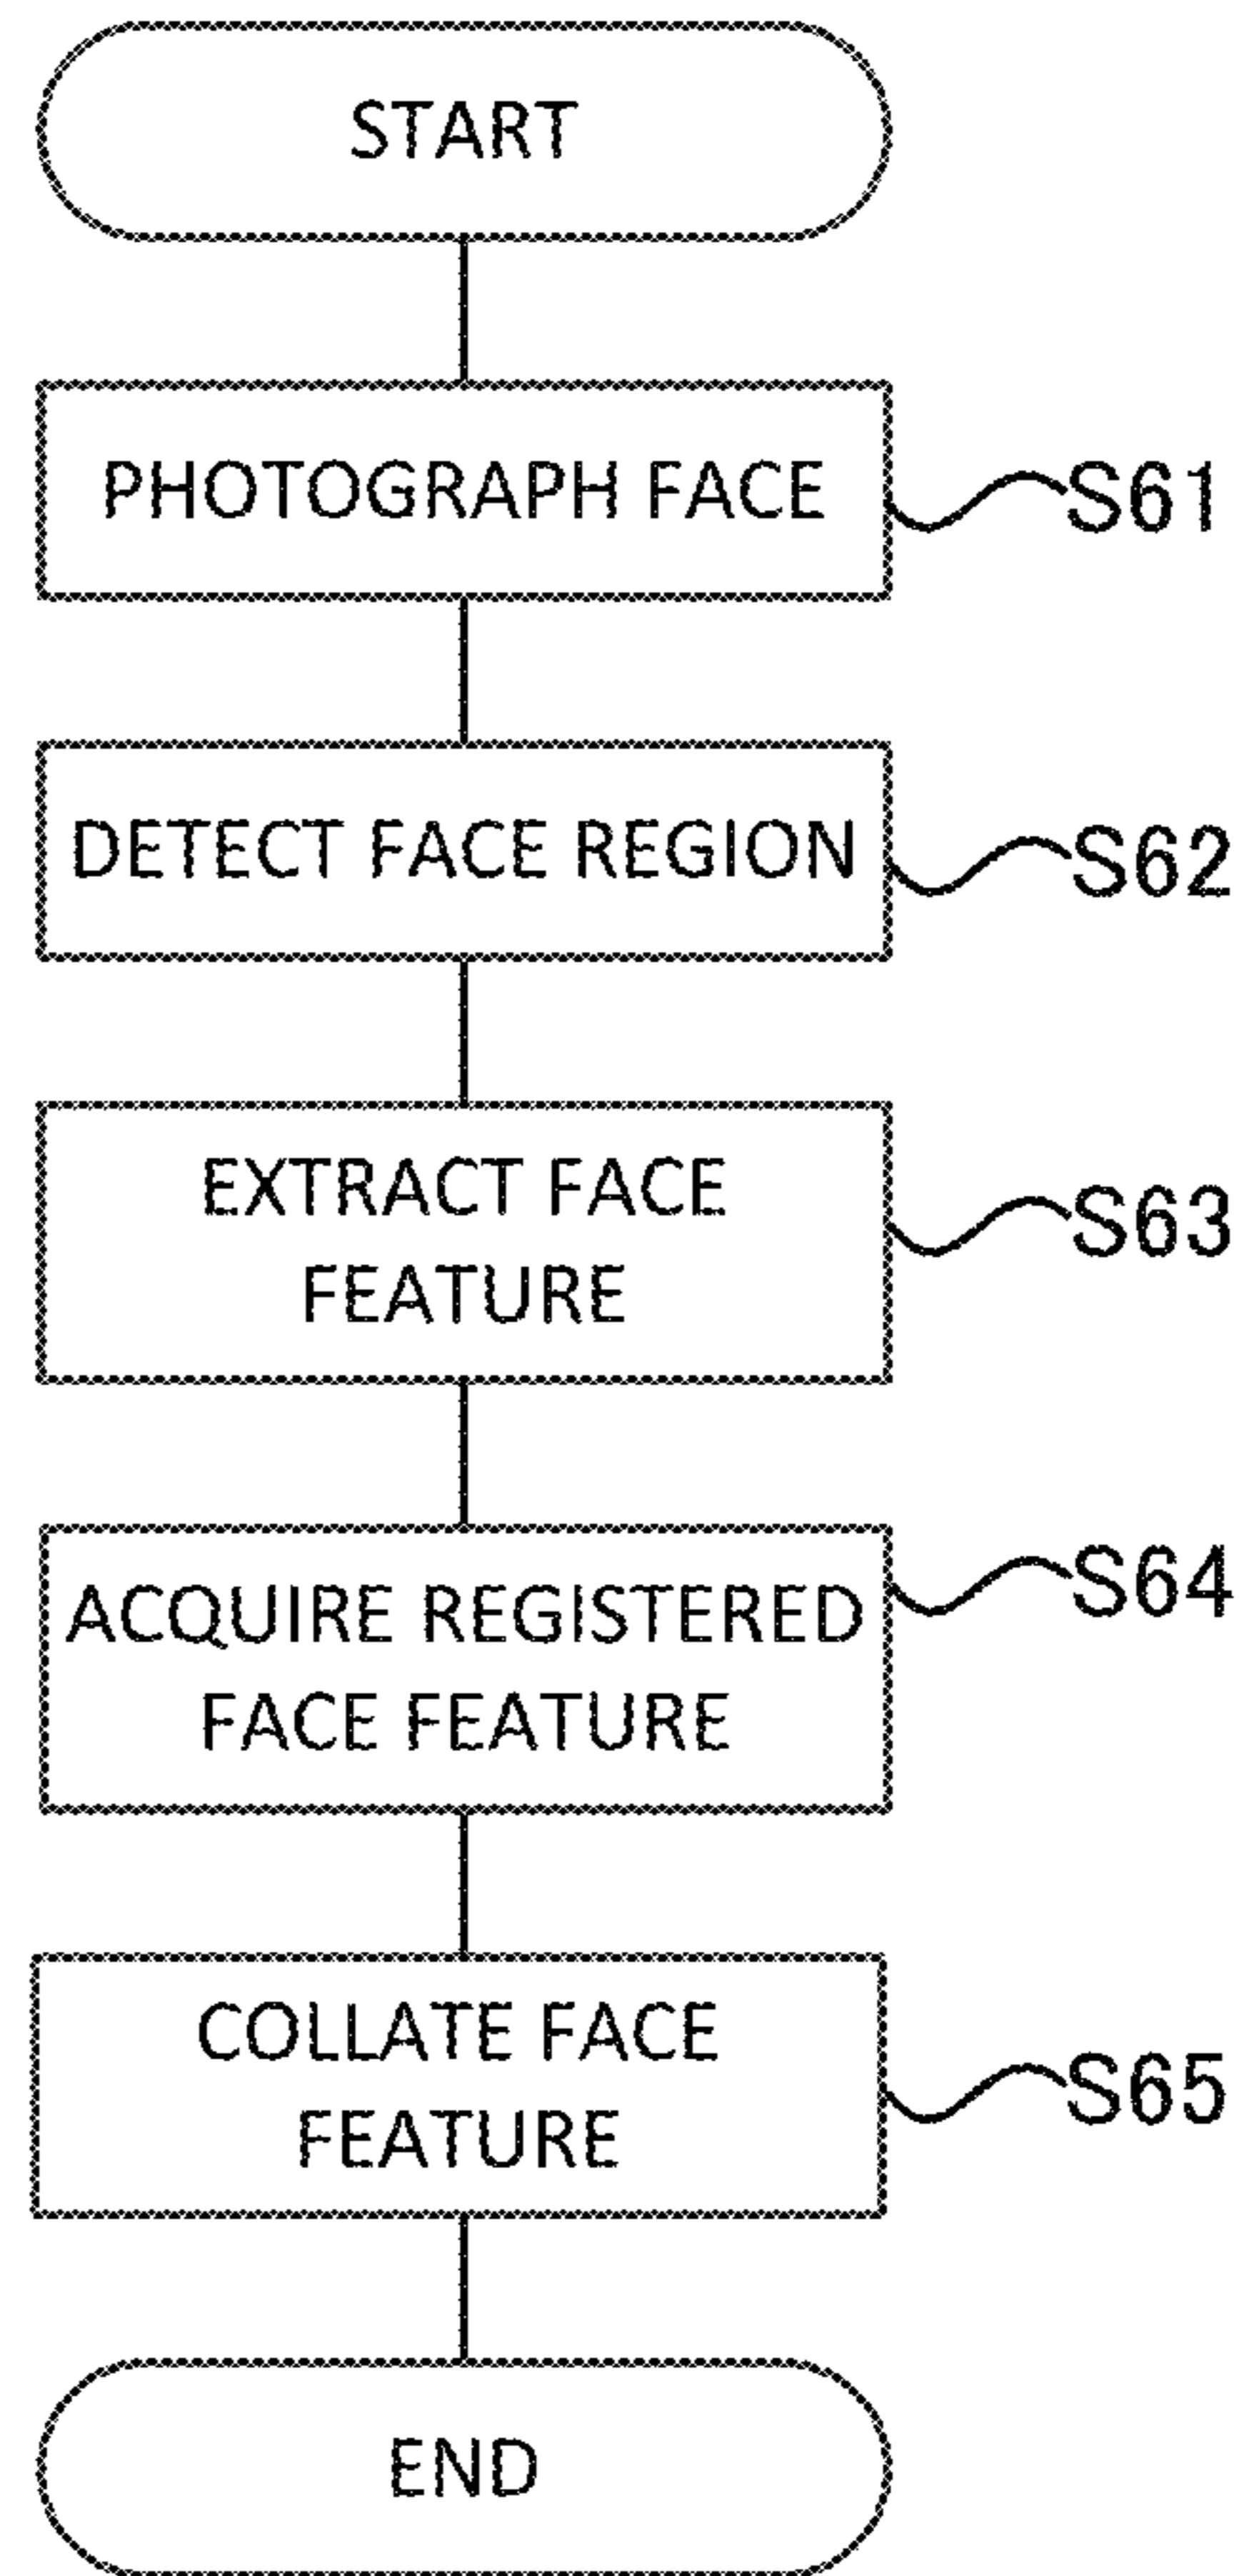 START
PHOTOGRAPH FACE
S61
DETECT FACE REGION
S62
EXTRACT FACE
FEATURE
S63
ACQUIRE REGISTERED
FACE FEATURE
S64
COLLATE FACE
FEATURE
S65
END